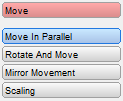 Move
Move In Parallel
Rotate And Move
Mirror Movement
Scaling